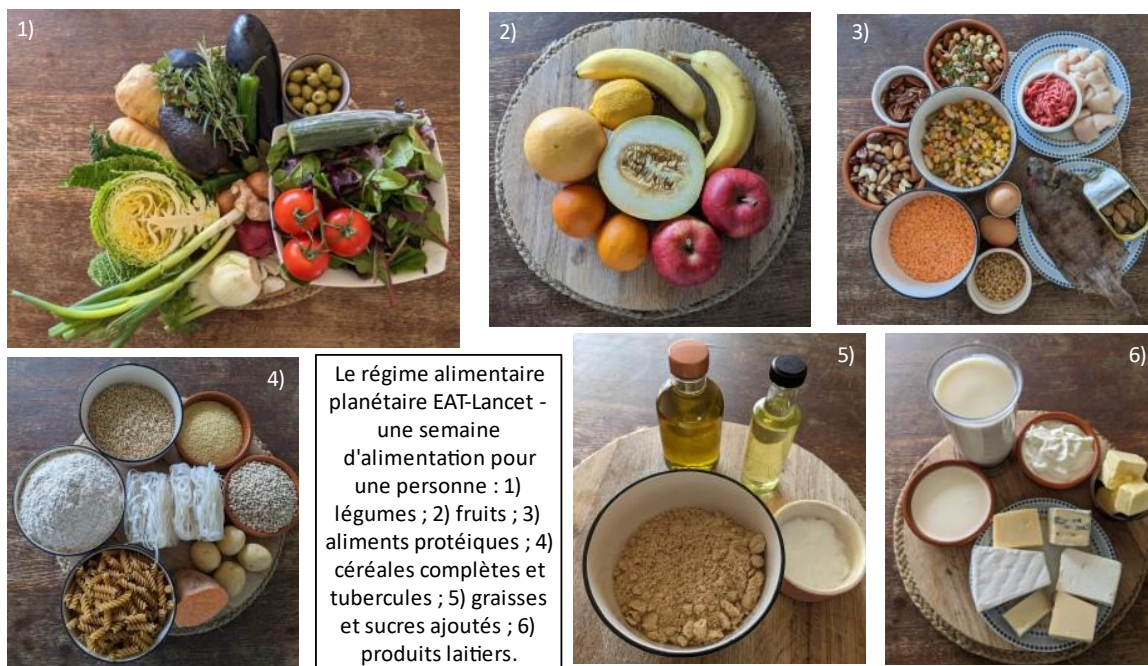 1)
2)
3)
4)
Le régime alimentaire
planétaire EAT-Lancet -
une semaine
d'alimentation pour
une personne : 1)
légumes ; 2) fruits ; 3)
aliments protéiques ; 4)
céréales complètes et
tubercules ; 5) graisses
et sucres ajoutés ; 6)
produits laitiers.
5)
6)